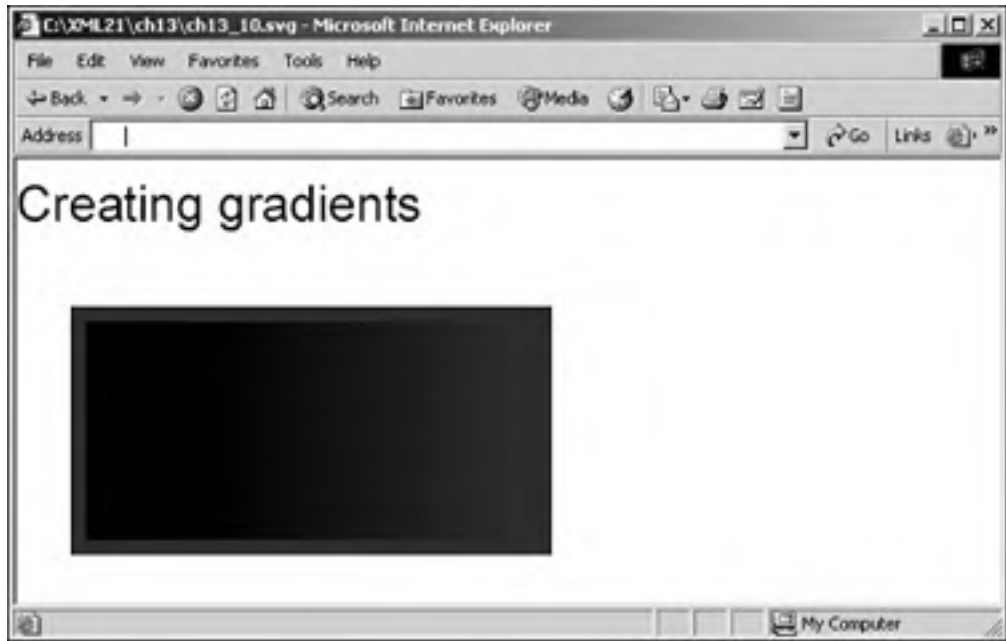 C:\XML21\ch13\ch13_10.svg - Microsoft Internet Explorer
File Edit View Favorites Tools Help
Back Search Favorites Media
Address Go Links »
Creating gradients
My Computer